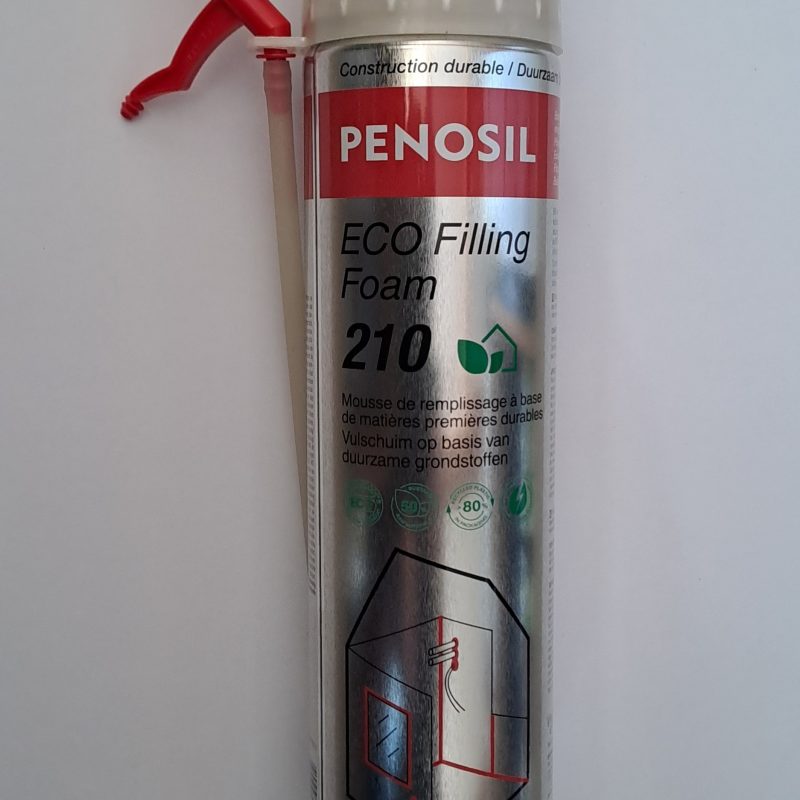 Construction durable / Duurzaam
PENOSIL
ECO Filling
Foam
210
Mousse de remplissage à base
de matières premières durables
Vulschuim op basis van
duurzame grondstoffen
80%